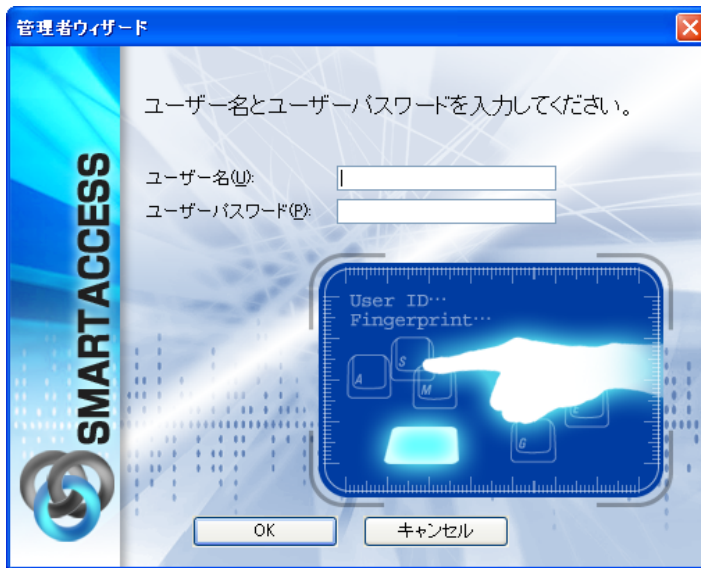 管理者ウィザード
ユーザー名とユーザーパスワードを入力してください。
ユーザー名(U):
ユーザーパスワード(P):
SMARTACCESS
User ID…
Fingerprint…
S
A
M
E
G
OK
キャンセル